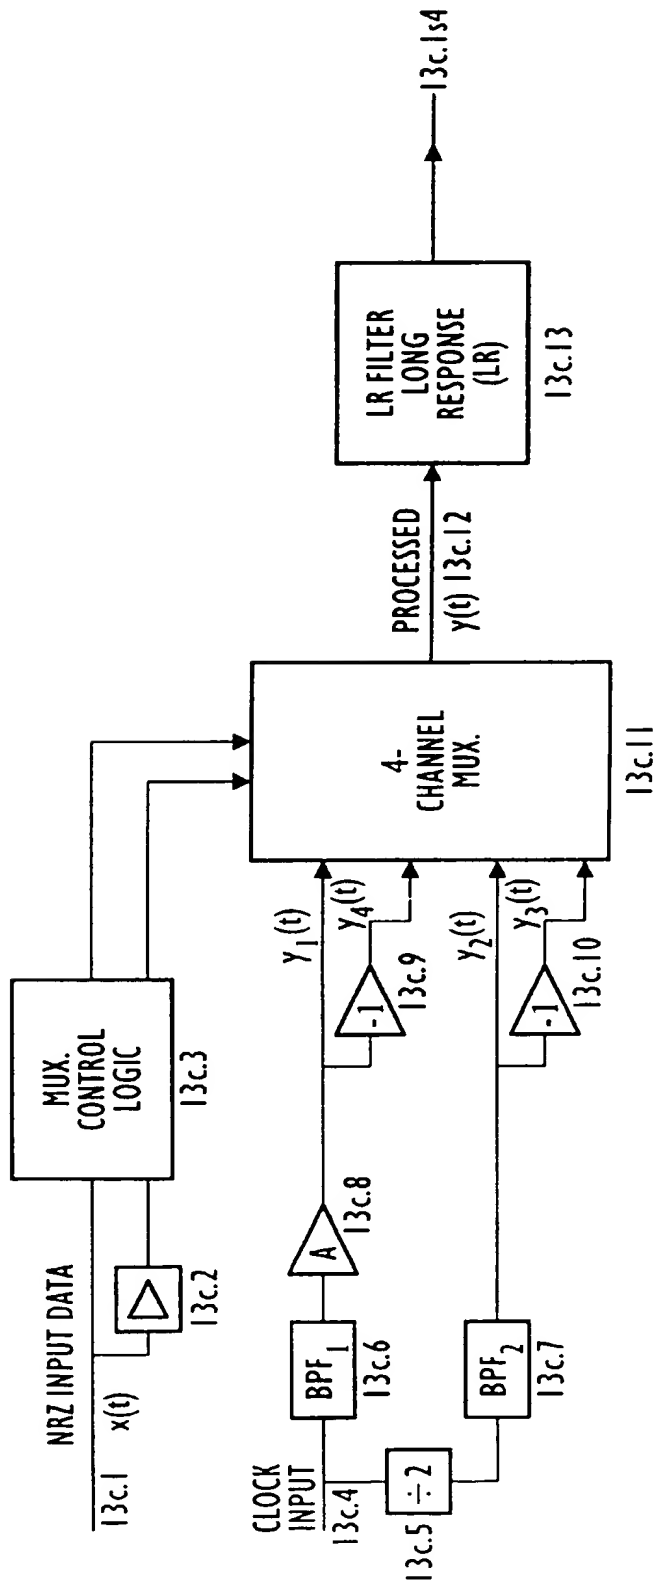 NRZ INPUT DATA
13c.1
x(t)
13c.2
MUX.
CONTROL
LOGIC
13c.3
CLOCK
INPUT
13c.4
÷2
13c.5
BPF1
13c.6
BPF2
13c.7
A
13c.8
y1(t)
-1
13c.9
y4(t)
y2(t)
-1
13c.10
y3(t)
4-
CHANNEL
MUX.
13c.11
PROCESSED
y(t) 13c.12
LR FILTER
LONG
RESPONSE
(LR)
13c.13
13c.1s4